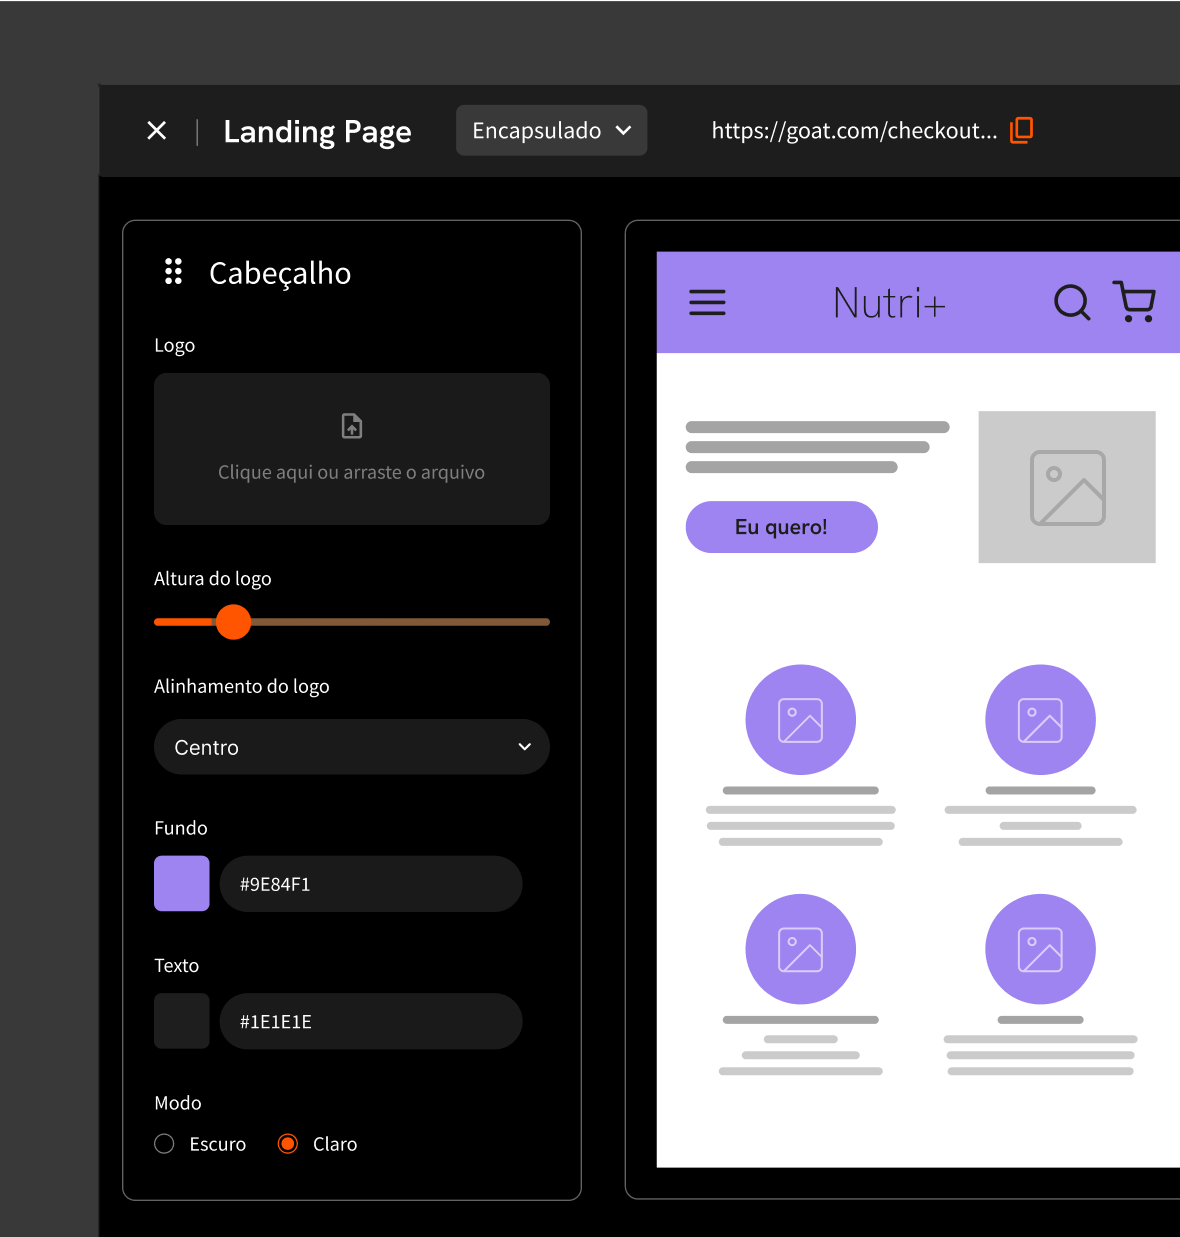 Landing Page
Encapsulado
https://goat.com/checkout...
Cabeçalho
Logo
Clique aqui ou arraste o arquivo
Altura do logo
Alinhamento do logo
Centro
Fundo
#9E84F1
Texto
#1E1E1E
Modo
Escuro
Claro
Nutri+
Eu quero!